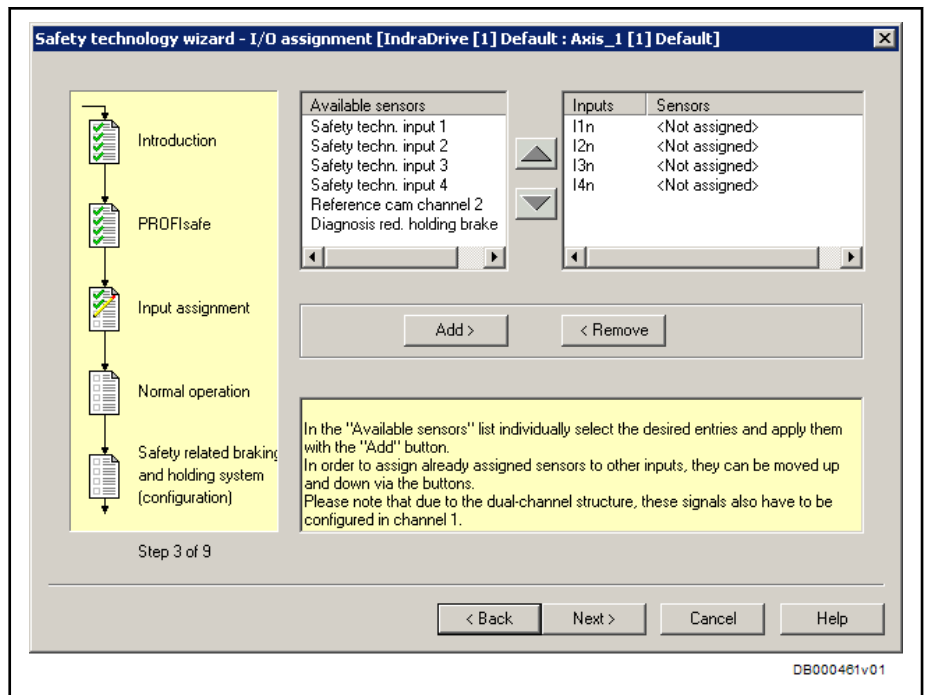 Safety technology wizard - I/O assignment [IndraDrive [1] Default : Axis_1 [1] Default]
Introduction
PROFIsafe
Input assignment
Normal operation
Safety related braking
and holding system
(configuration)
Step 3 of 9
Available sensors
Safety techn. input 1
Safety techn. input 2
Safety techn. input 3
Safety techn. input 4
Reference cam channel 2
Diagnosis red. holding brake
Inputs Sensors
I1n <Not assigned>
I2n <Not assigned>
I3n <Not assigned>
I4n <Not assigned>
Add > < Remove
In the "Available sensors" list individually select the desired entries and apply them
with the "Add" button.
In order to assign already assigned sensors to other inputs, they can be moved up
and down via the buttons.
Please note that due to the dual-channel structure, these signals also have to be
configured in channel 1.
< Back Next > Cancel Help
DB000461v01